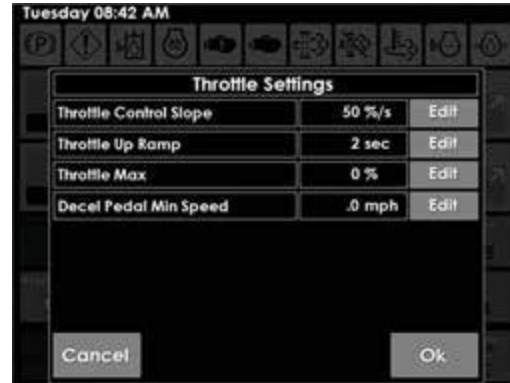 Tuesday 08:42 AM
(P)
Throttle Settings
Throttle Control Slope 50 %/s Edit
Throttle Up Ramp 2 sec Edit
Throttle Max 0 % Edit
Decel Pedal Min Speed .0 mph Edit
Cancel Ok